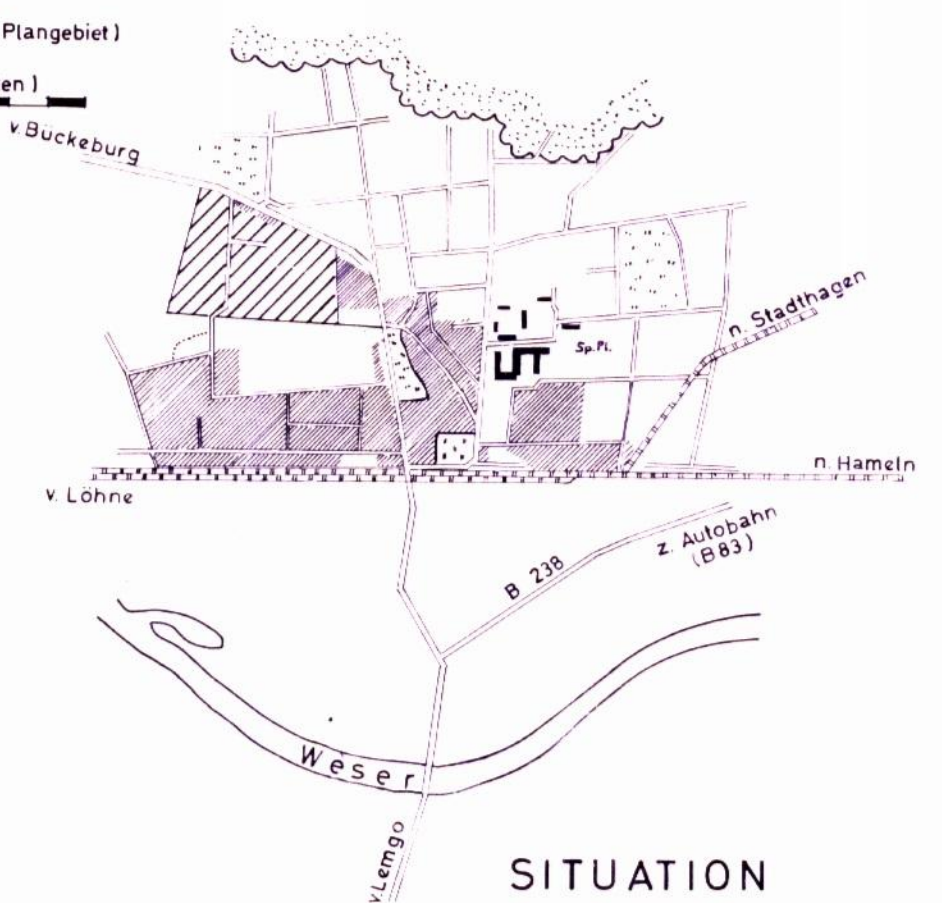 Plangebiet)
en)
v. Bückeburg
n. Stadthagen
Sp. Pl.
n. Hameln
v. Löhne
z. Autobahn
(B83)
B 238
Weser
v. Lemgo
SITUATION